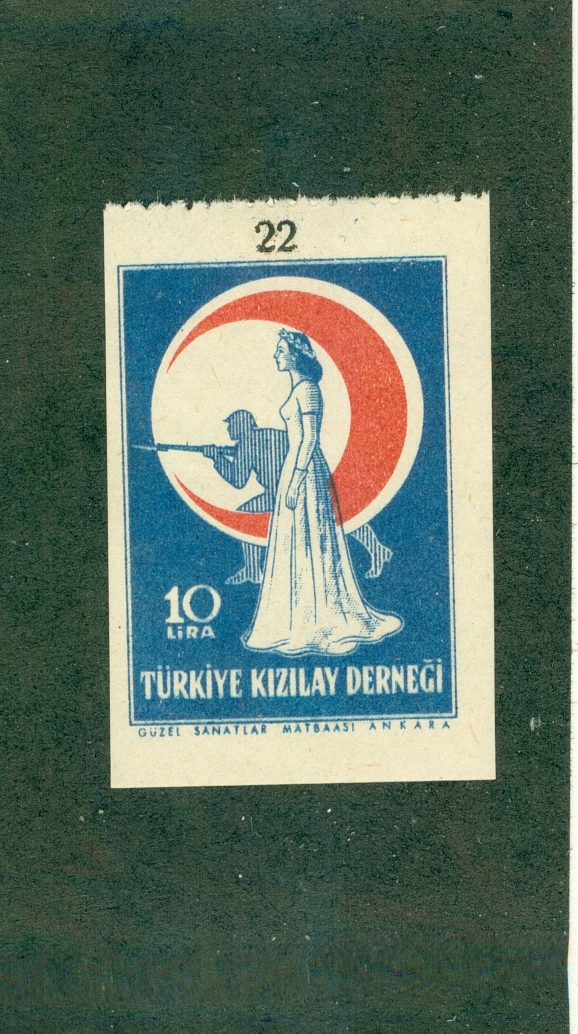 22
10
LİRA
TÜRKİYE KIZILAY DERNEĞİ
GÜZEL SANATLAR MATBAASI ANKARA